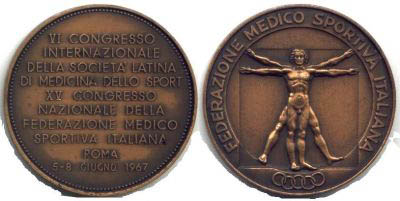 VI CONGRESSO
INTERNAZIONALE
DELLA SOCIETÀ LATINA
DI MEDICINA DELLO SPORT
XV CONGRESSO
NAZIONALE DELLA
FEDERAZIONE MEDICO
SPORTIVA ITALIANA
ROMA
5-8 GIUGNO 1967
FEDERAZIONE MEDICO SPORTIVA ITALIANA